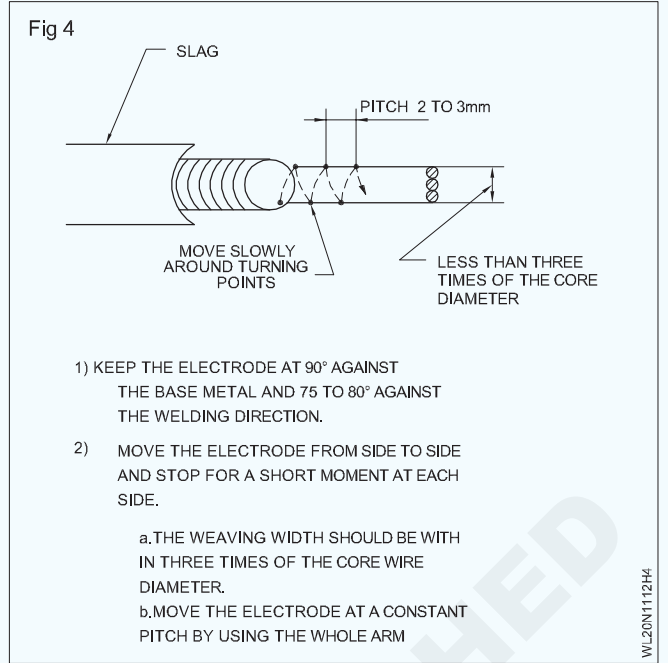 Fig 4
SLAG
PITCH 2 TO 3mm
MOVE SLOWLY
AROUND TURNING
POINTS
LESS THAN THREE
TIMES OF THE CORE
DIAMETER
1) KEEP THE ELECTRODE AT 90° AGAINST
THE BASE METAL AND 75 TO 80° AGAINST
THE WELDING DIRECTION.
2) MOVE THE ELECTRODE FROM SIDE TO SIDE
AND STOP FOR A SHORT MOMENT AT EACH
SIDE.
a.THE WEAVING WIDTH SHOULD BE WITH
IN THREE TIMES OF THE CORE WIRE
DIAMETER.
b.MOVE THE ELECTRODE AT A CONSTANT
PITCH BY USING THE WHOLE ARM
WL20N1112H4
HED